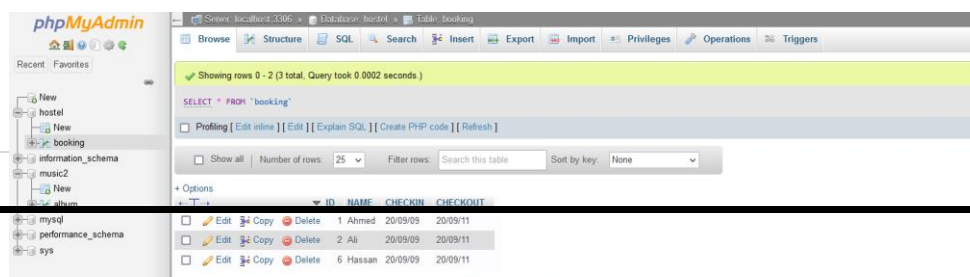 phpMyAdmin
Recent Favorites
New
hostel
New
booking
information_schema
music2
New
album
mysql
performance_schema
sys
Server: localhost:3306 » Database: hostel » Table: booking
Browse Structure SQL Search Insert Export Import Privileges Operations Triggers
Showing rows 0 - 2 (3 total, Query took 0.0002 seconds.)
SELECT * FROM `booking`
Profiling [ Edit inline ] [ Edit ] [ Explain SQL ] [ Create PHP code ] [ Refresh ]
Show all | Number of rows: 25 Filter rows: Search this table Sort by key: None
+ Options
ID NAME CHECKIN CHECKOUT
Edit Copy Delete 1 Ahmed 20/09/09 20/09/11
Edit Copy Delete 2 Ali 20/09/09 20/09/11
Edit Copy Delete 6 Hassan 20/09/09 20/09/11